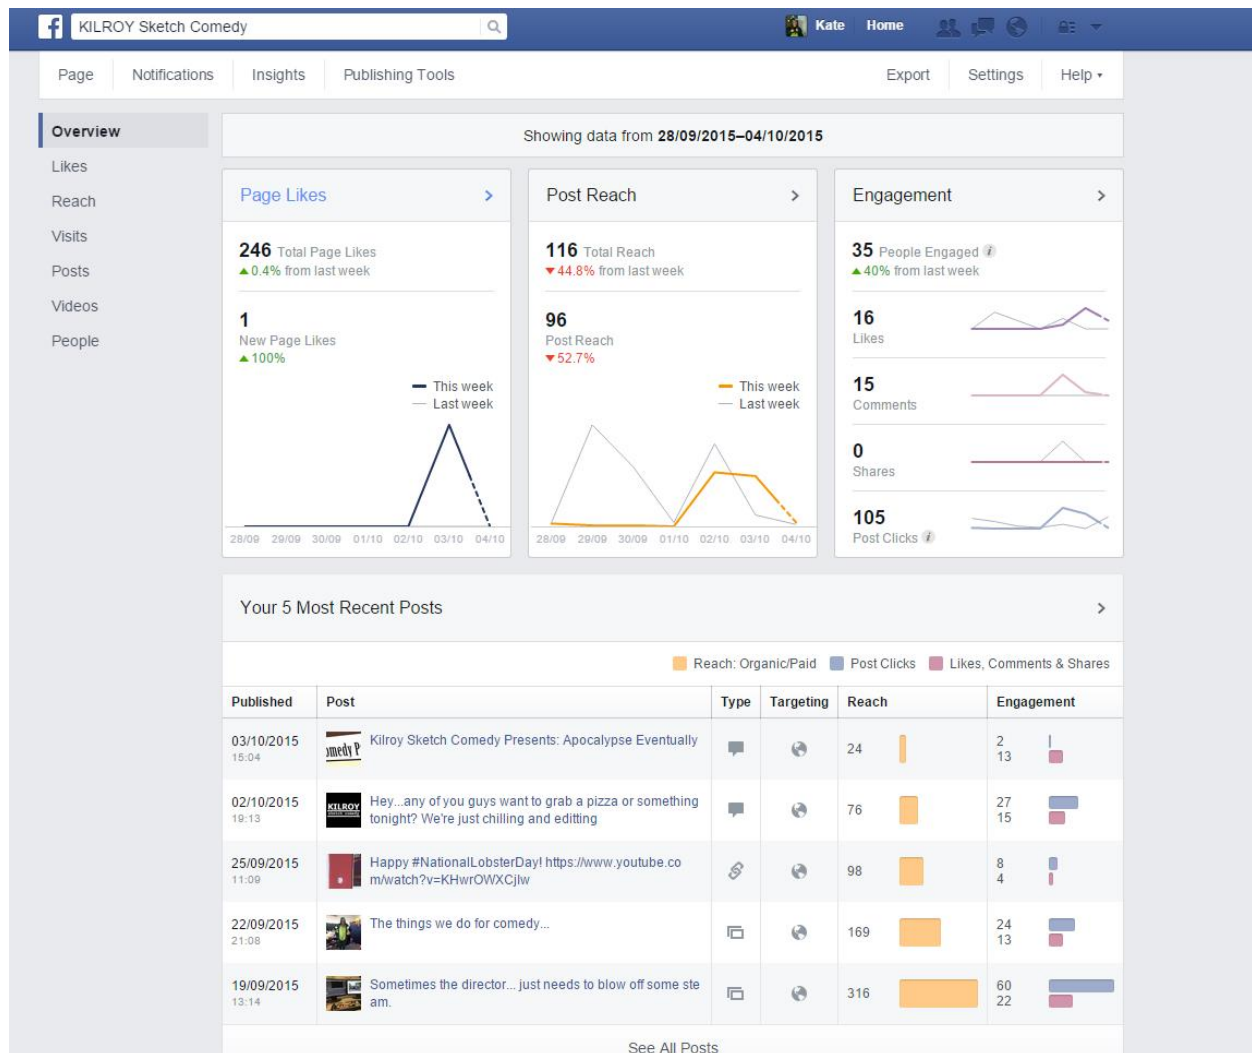 KILROY Sketch Comedy
Kate Home
Page Notifications Insights Publishing Tools Export Settings Help
Overview
Likes
Reach
Visits
Posts
Videos
People
Showing data from 28/09/2015–04/10/2015
Page Likes
246 Total Page Likes
0.4% from last week
1
New Page Likes
100%
This week
Last week
28/09 29/09 30/09 01/10 02/10 03/10 04/10
Post Reach
116 Total Reach
44.8% from last week
96
Post Reach
52.7%
This week
Last week
28/09 29/09 30/09 01/10 02/10 03/10 04/10
Engagement
35 People Engaged i
40% from last week
16
Likes
15
Comments
0
Shares
105
Post Clicks i
Your 5 Most Recent Posts
Reach: Organic/Paid Post Clicks Likes, Comments & Shares
Published Post Type Targeting Reach Engagement
03/10/2015
15:04
omedy P
Kilroy Sketch Comedy Presents: Apocalypse Eventually
24
2
13
02/10/2015
19:13
KILROY
Hey...any of you guys want to grab a pizza or something
tonight? We're just chilling and editting
76
27
15
25/09/2015
11:09
Happy #NationalLobsterDay! https://www.youtube.co
m/watch?v=KHwrOWXCjlw
98
8
4
22/09/2015
21:08
The things we do for comedy...
169
24
13
19/09/2015
13:14
Sometimes the director... just needs to blow off some ste
am.
316
60
22
See All Posts